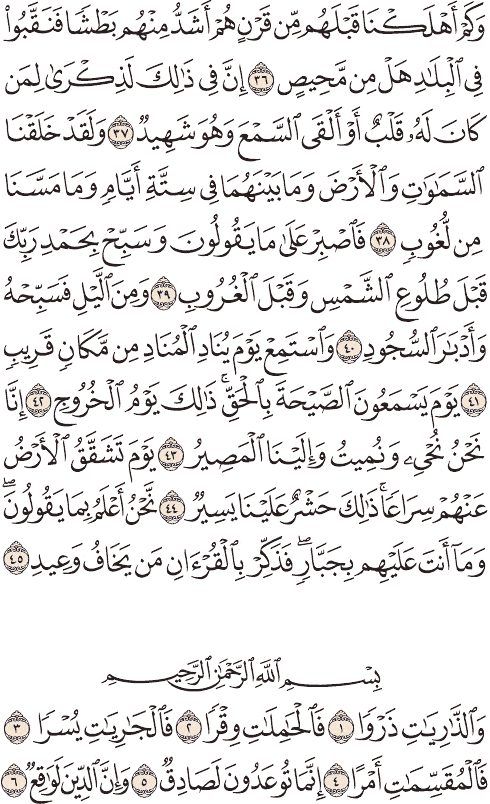 وَكَمْ أَهْلَكْنَا قَبْلَهُم مِّن قَرْنٍ هُمْ أَشَدُّ مِنْهُم بَطْشًا فَنَقَّبُوا۟
فِى ٱلْبِلَـٰدِ هَلْ مِن مَّحِيصٍ ٣٦ إِنَّ فِى ذَٰلِكَ لَذِكْرَىٰ لِمَن
كَانَ لَهُۥ قَلْبٌ أَوْ أَلْقَى ٱلسَّمْعَ وَهُوَ شَهِيدٌ ٣٧ وَلَقَدْ خَلَقْنَا
ٱلسَّمَـٰوَٰتِ وَٱلْأَرْضَ وَمَا بَيْنَهُمَا فِى سِتَّةِ أَيَّامٍ وَمَا مَسَّنَا
مِن لُّغُوبٍ ٣٨ فَٱصْبِرْ عَلَىٰ مَا يَقُولُونَ وَسَبِّحْ بِحَمْدِ رَبِّكَ
قَبْلَ طُلُوعِ ٱلشَّمْسِ وَقَبْلَ ٱلْغُرُوبِ ٣٩ وَمِنَ ٱلَّيْلِ فَسَبِّحْهُ
وَأَدْبَـٰرَ ٱلسُّجُودِ ٤٠ وَٱسْتَمِعْ يَوْمَ يُنَادِ ٱلْمُنَادِ مِن مَّكَانٍ قَرِيبٍ
٤١ يَوْمَ يَسْمَعُونَ ٱلصَّيْحَةَ بِٱلْحَقِّ ۚ ذَٰلِكَ يَوْمُ ٱلْخُرُوجِ ٤٢ إِنَّا
نَحْنُ نُحْىِۦ وَنُمِيتُ وَإِلَيْنَا ٱلْمَصِيرُ ٤٣ يَوْمَ تَشَقَّقُ ٱلْأَرْضُ
عَنْهُمْ سِرَاعًا ۚ ذَٰلِكَ حَشْرٌ عَلَيْنَا يَسِيرٌ ٤٤ نَّحْنُ أَعْلَمُ بِمَا يَقُولُونَ ۖ
وَمَآ أَنتَ عَلَيْهِم بِجَبَّارٍ ۖ فَذَكِّرْ بِٱلْقُرْءَانِ مَن يَخَافُ وَعِيدِ ٤٥
بِسْمِ ٱللَّهِ ٱلرَّحْمَـٰنِ ٱلرَّحِيمِ
وَٱلذَّٰرِيَـٰتِ ذَرْوًا ١ فَٱلْحَـٰمِلَـٰتِ وِقْرًا ٢ فَٱلْجَـٰرِيَـٰتِ يُسْرًا ٣
فَٱلْمُقَسِّمَـٰتِ أَمْرًا ٤ إِنَّمَا تُوعَدُونَ لَصَادِقٌ ٥ وَإِنَّ ٱلدِّينَ لَوَٰقِعٌ ٦